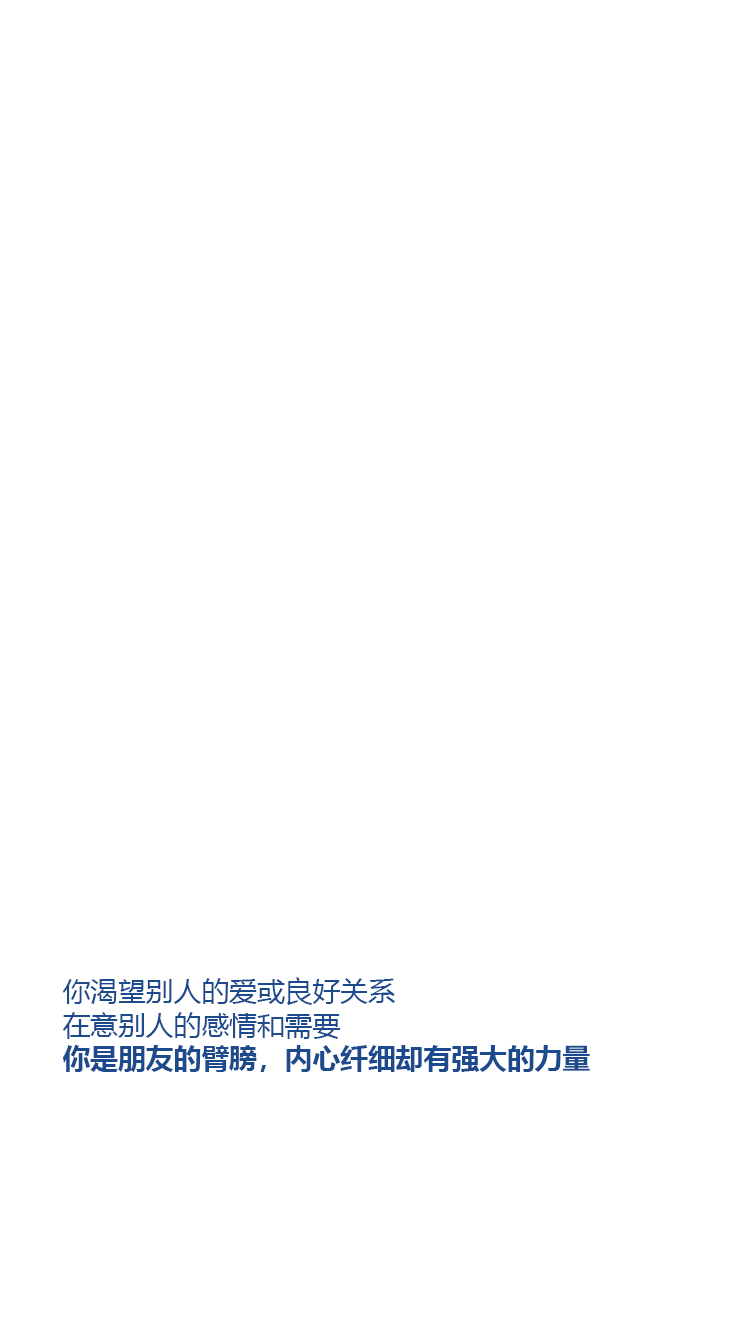 你渴望别人的爱或良好关系
在意别人的感情和需要
你是朋友的臂膀，内心纤细却有强大的力量